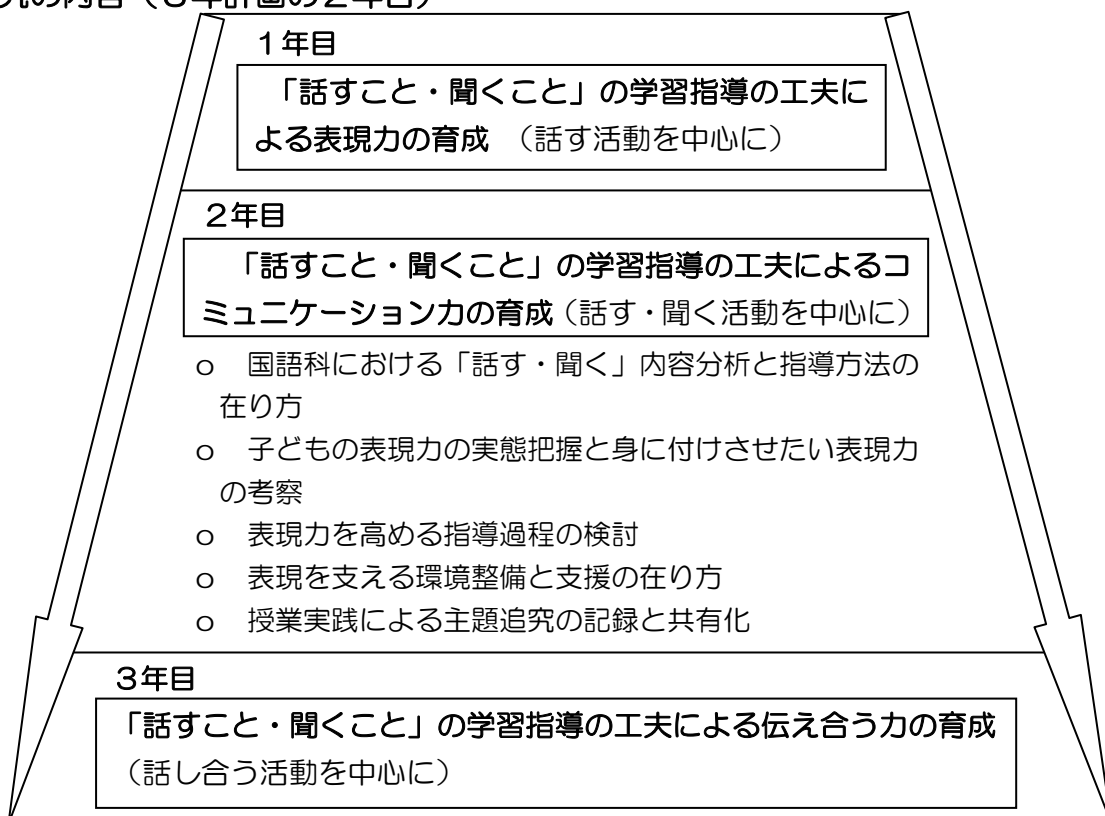 の内容（３年計画の２年目）
１年目
「話すこと・聞くこと」の学習指導の工夫に
よる表現力の育成　（話す活動を中心に）
２年目
「話すこと・聞くこと」の学習指導の工夫によるコ
ミュニケーション力の育成（話す・聞く活動を中心に）
o　国語科における「話す・聞く」内容分析と指導方法の
在り方
o　子どもの表現力の実態把握と身に付けさせたい表現力
の考察
o　表現力を高める指導過程の検討
o　表現を支える環境整備と支援の在り方
o　授業実践による主題追究の記録と共有化
３年目
「話すこと・聞くこと」の学習指導の工夫による伝え合う力の育成
（話し合う活動を中心に）